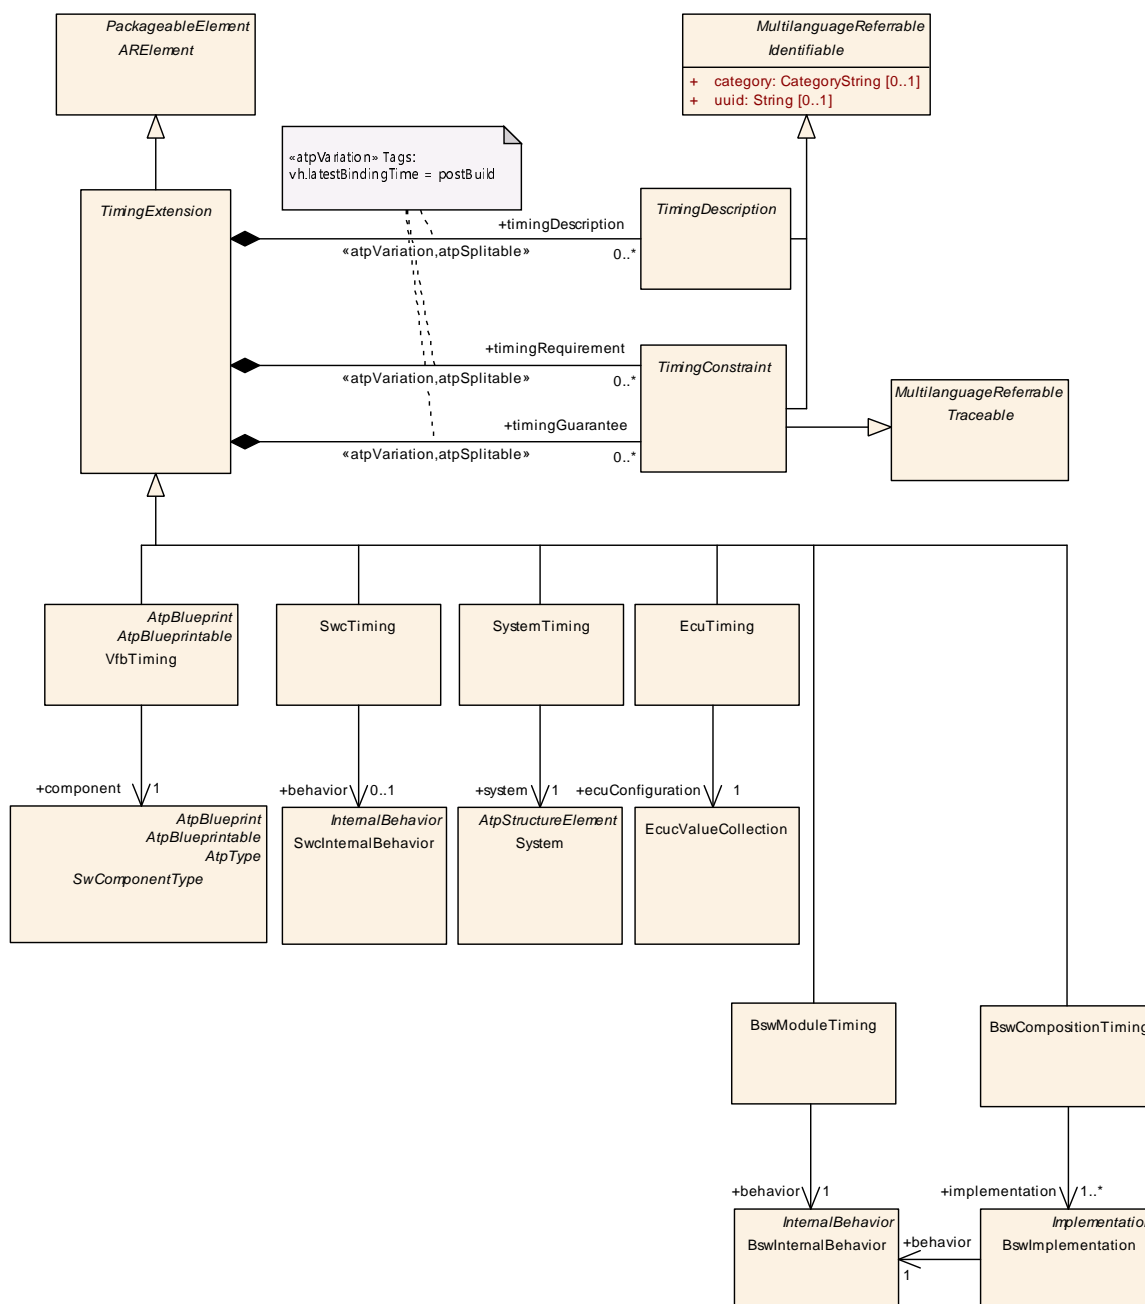 PackageableElement
ARElement
MultilanguageReferrable
Identifiable
+ category: CategoryString [0..1]
+ uuid: String [0..1]
«atpVariation» Tags:
vh.latestBindingTime = postBuild
TimingExtension
TimingDescription
+timingDescription
«atpVariation,atpSplitable»
0..*
+timingRequirement
«atpVariation,atpSplitable»
0..*
TimingConstraint
+timingGuarantee
«atpVariation,atpSplitable»
0..*
MultilanguageReferrable
Traceable
AtpBlueprint
AtpBlueprintable
VfbTiming
SwcTiming
SystemTiming
EcuTiming
+component
1
+behavior
0..1
+system
1
+ecuConfiguration
1
AtpBlueprint
AtpBlueprintable
AtpType
SwComponentType
InternalBehavior
SwcInternalBehavior
AtpStructureElement
System
EcucValueCollection
BswModuleTiming
BswCompositionTiming
+behavior
1
+implementation
1..*
InternalBehavior
BswInternalBehavior
+behavior
1
Implementatio
BswImplementation